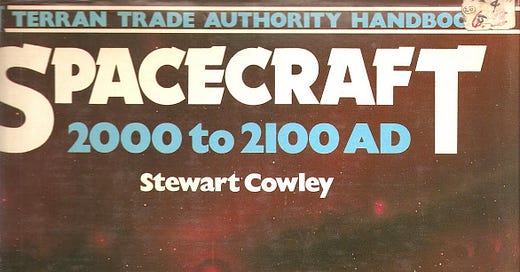 TERRAN TRADE AUTHORITY HANDBOO
SPACECRAFT
2000 to 2100 AD
Stewart Cowley